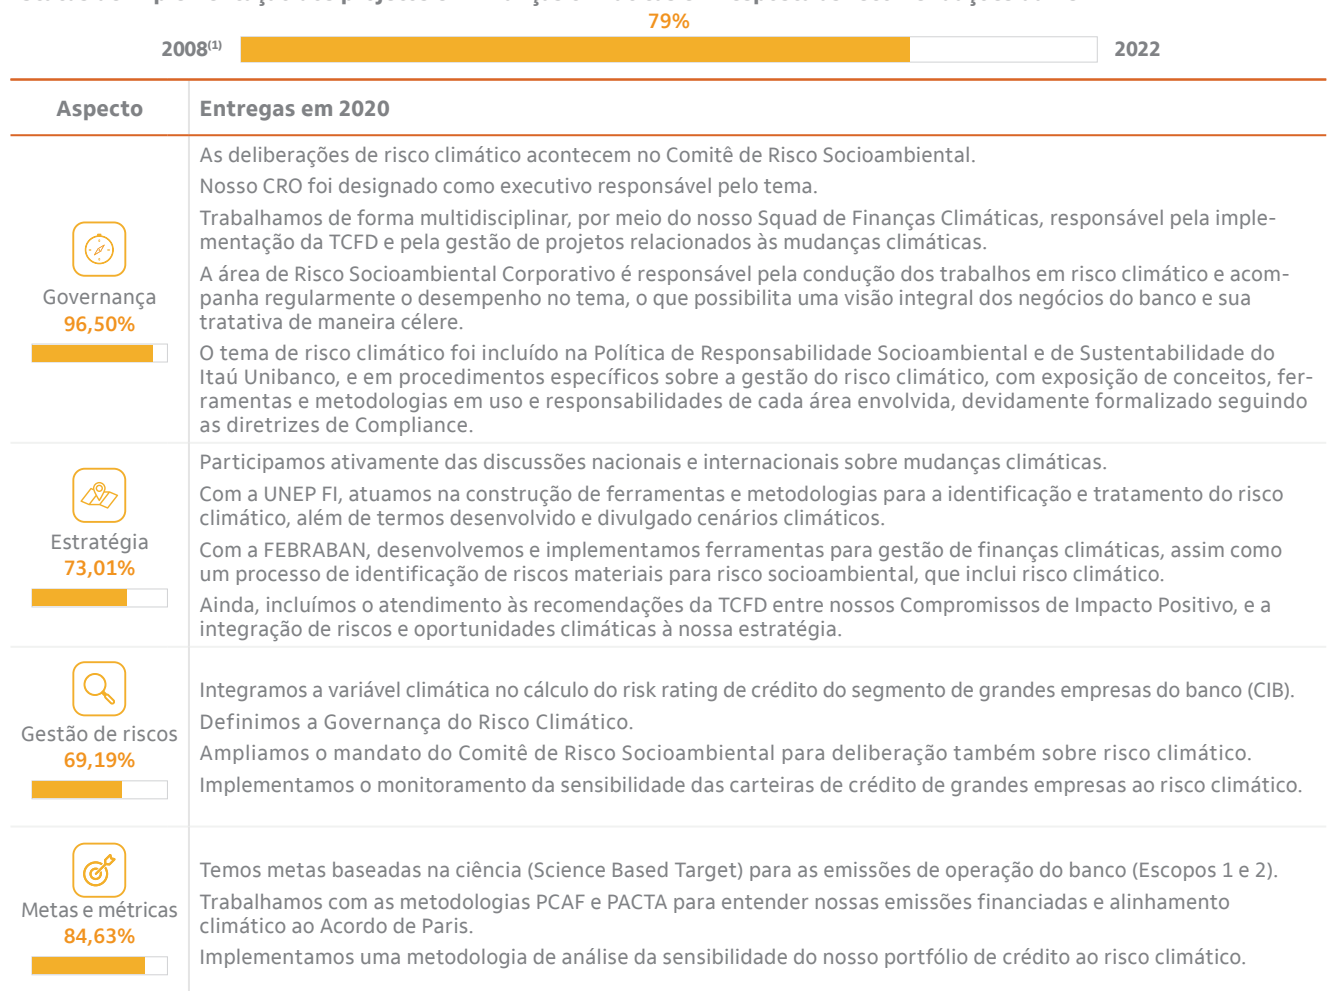 79%
2008(1)
2022
Aspecto
Entregas em 2020
Governança
96,50%
As deliberações de risco climático acontecem no Comitê de Risco Socioambiental.
Nosso CRO foi designado como executivo responsável pelo tema.
Trabalhamos de forma multidisciplinar, por meio do nosso Squad de Finanças Climáticas, responsável pela imple-
mentação da TCFD e pela gestão de projetos relacionados às mudanças climáticas.
A área de Risco Socioambiental Corporativo é responsável pela condução dos trabalhos em risco climático e acom-
panha regularmente o desempenho no tema, o que possibilita uma visão integral dos negócios do banco e sua
tratativa de maneira célere.
O tema de risco climático foi incluído na Política de Responsabilidade Socioambiental e de Sustentabilidade do
Itaú Unibanco, e em procedimentos específicos sobre a gestão do risco climático, com exposição de conceitos, fer-
ramentas e metodologias em uso e responsabilidades de cada área envolvida, devidamente formalizado seguindo
as diretrizes de Compliance.
Estratégia
73,01%
Participamos ativamente das discussões nacionais e internacionais sobre mudanças climáticas.
Com a UNEP FI, atuamos na construção de ferramentas e metodologias para a identificação e tratamento do risco
climático, além de termos desenvolvido e divulgado cenários climáticos.
Com a FEBRABAN, desenvolvemos e implementamos ferramentas para gestão de finanças climáticas, assim como
um processo de identificação de riscos materiais para risco socioambiental, que inclui risco climático.
Ainda, incluímos o atendimento às recomendações da TCFD entre nossos Compromissos de Impacto Positivo, e a
integração de riscos e oportunidades climáticas à nossa estratégia.
Gestão de riscos
69,19%
Integramos a variável climática no cálculo do risk rating de crédito do segmento de grandes empresas do banco (CIB).
Definimos a Governança do Risco Climático.
Ampliamos o mandato do Comitê de Risco Socioambiental para deliberação também sobre risco climático.
Implementamos o monitoramento da sensibilidade das carteiras de crédito de grandes empresas ao risco climático.
Metas e métricas
84,63%
Temos metas baseadas na ciência (Science Based Target) para as emissões de operação do banco (Escopos 1 e 2).
Trabalhamos com as metodologias PCAF e PACTA para entender nossas emissões financiadas e alinhamento
climático ao Acordo de Paris.
Implementamos uma metodologia de análise da sensibilidade do nosso portfólio de crédito ao risco climático.